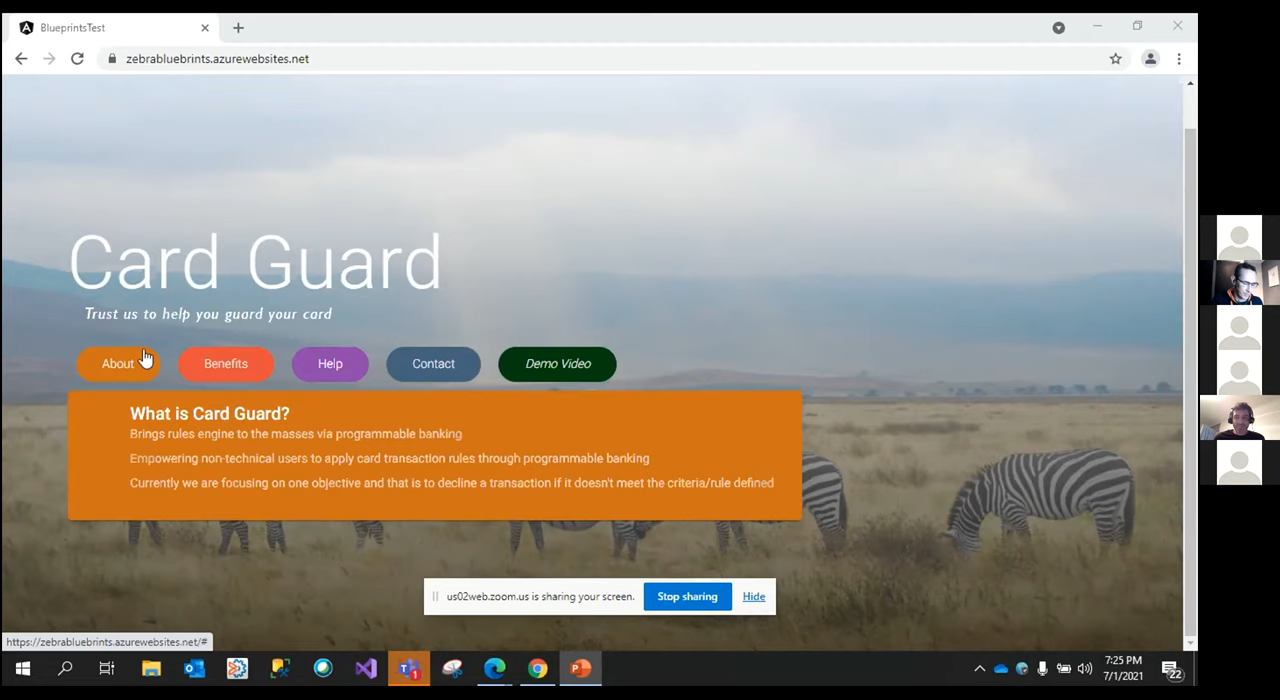 BlueprintsTest
zebrabluebrints.azurewebsites.net
Card Guard
Trust us to help you guard your card
About
Benefits
Help
Contact
Demo Video
What is Card Guard?
Brings rules engine to the masses via programmable banking
Empowering non-technical users to apply card transaction rules through programmable banking
Currently we are focusing on one objective and that is to decline a transaction if it doesn't meet the criteria/rule defined
us02web.zoom.us is sharing your screen.
Stop sharing
Hide
https://zebrabluebrints.azurewebsites.net/#
1
7:25 PM
7/1/2021
22